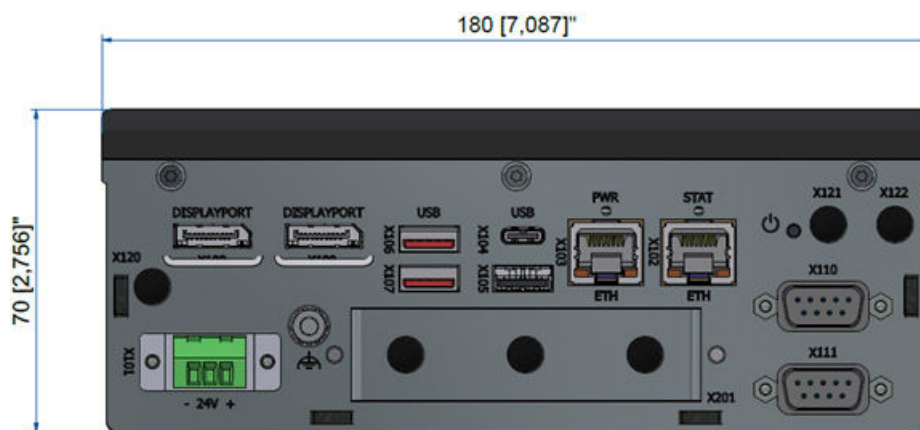 180 [7,087]"
70 [2,756]"
DISPLAYPORT
DISPLAYPORT
USB
USB
PWR
STAT
X121
X122
X106
X104
X103
X102
X120
X107
X105
ETH
ETH
X110
X101
X111
- 24V +
X201